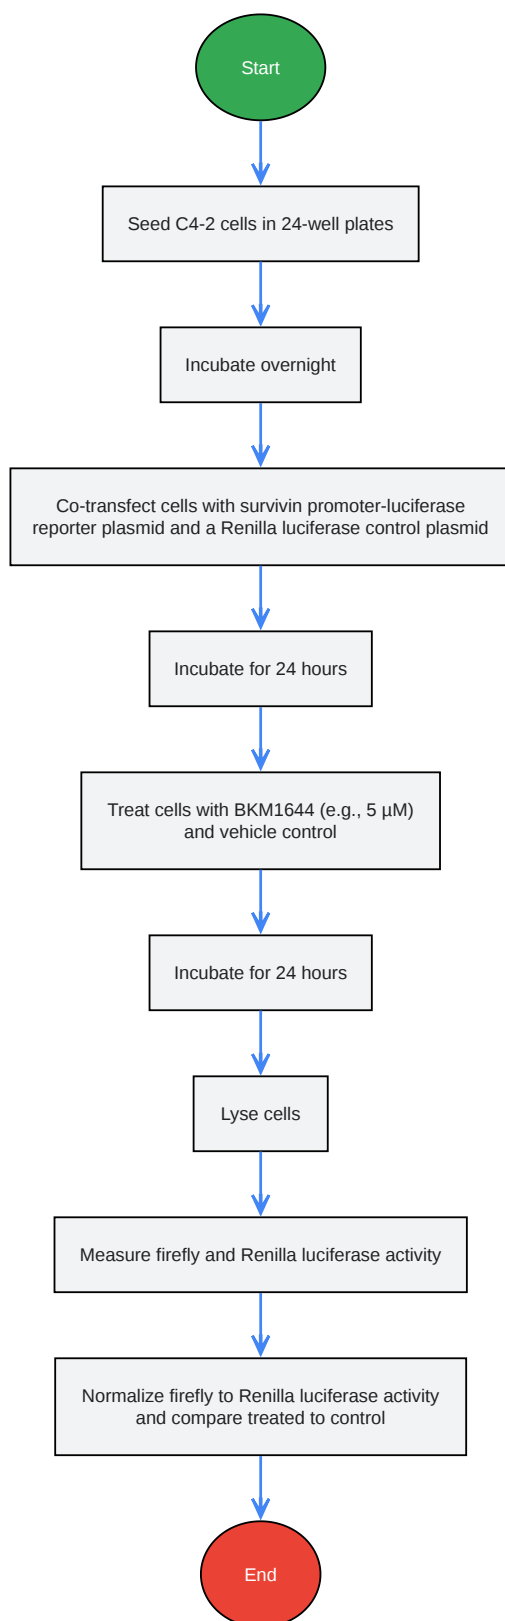 Start
Seed C4-2 cells in 24-well plates
Incubate overnight
Co-transfect cells with survivin promoter-luciferase
reporter plasmid and a Renilla luciferase control plasmid
Incubate for 24 hours
Treat cells with BKM1644 (e.g., 5 µM)
and vehicle control
Incubate for 24 hours
Lyse cells
Measure firefly and Renilla luciferase activity
Normalize firefly to Renilla luciferase activity
and compare treated to control
End